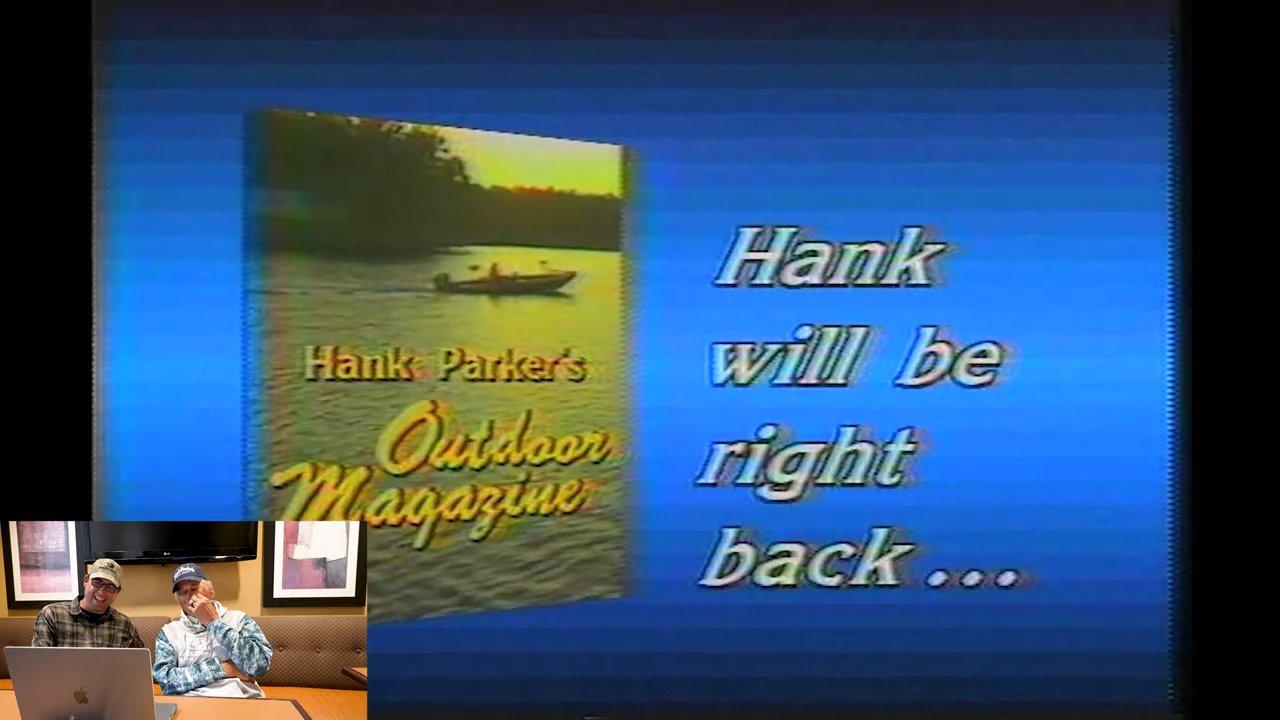 Hank Parker's
Outdoor
Magazine
Hank
will be
right
back...